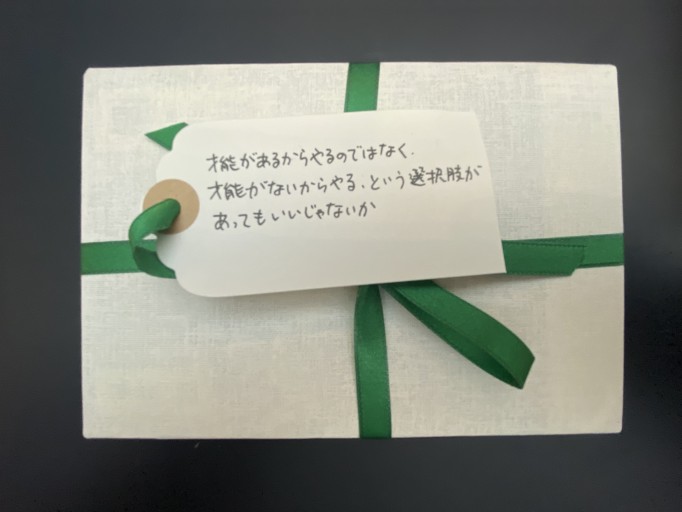 才能があるからやるのではなく、
才能がないからやる、という選択肢が
あってもいいじゃないか